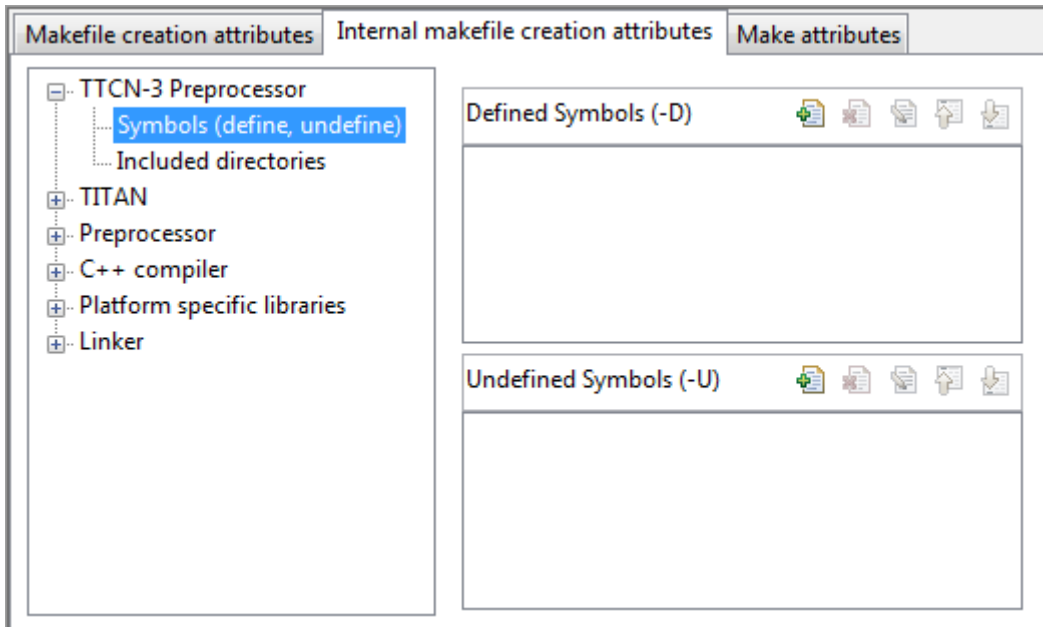 Makefile creation attributes
Internal makefile creation attributes
Make attributes
TTCN-3 Preprocessor
Symbols (define, undefine)
Included directories
TITAN
Preprocessor
C++ compiler
Platform specific libraries
Linker
Defined Symbols (-D)
Undefined Symbols (-U)